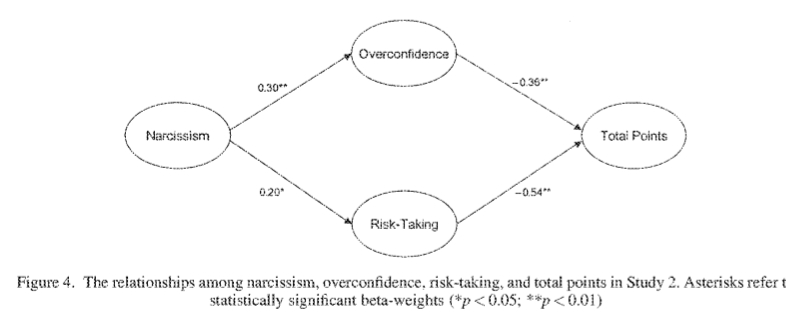 Overconfidence
0.30**
−0.36**
Narcissism
Total Points
0.20*
−0.54**
Risk-Taking
Figure 4. The relationships among narcissism, overconfidence, risk-taking, and total points in Study 2. Asterisks refer t
statistically significant beta-weights (*p < 0.05; **p < 0.01)